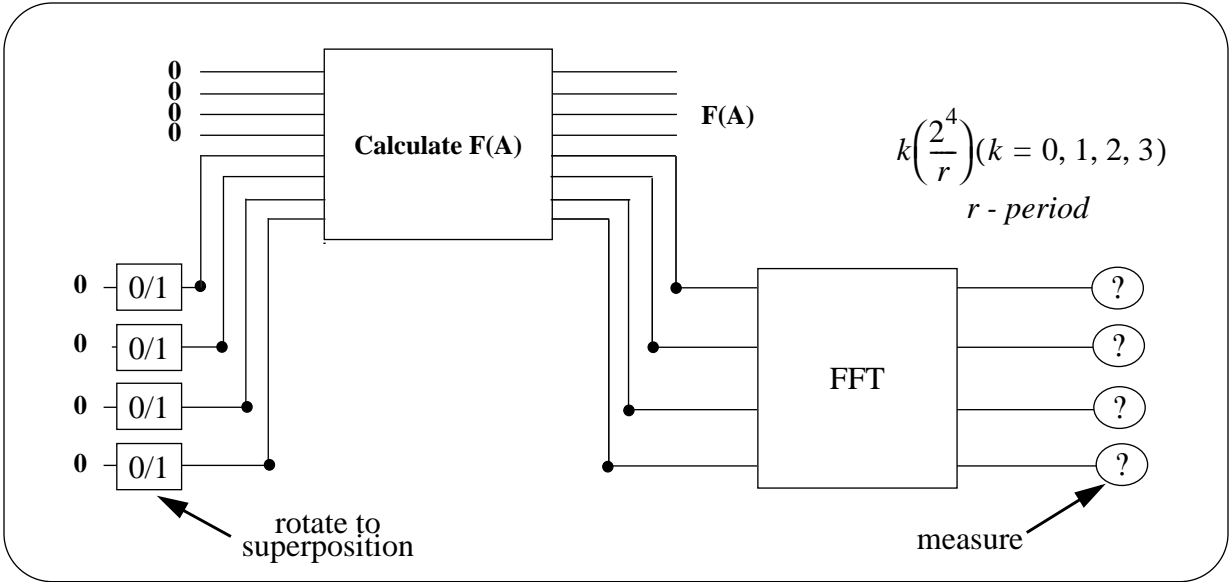 0
0
0
0
Calculate F(A)
F(A)
k(2^4/r)(k = 0, 1, 2, 3)
r - period
0 0/1
0 0/1
0 0/1
0 0/1
FFT
?
?
?
?
rotate to
superposition
measure